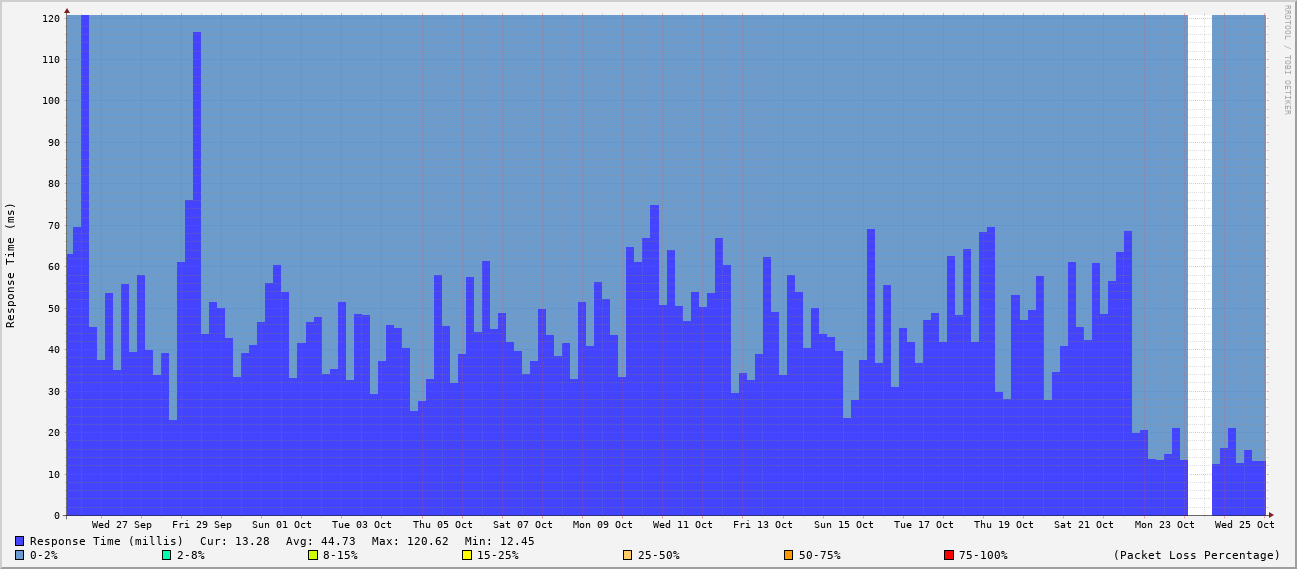 RRDTOOL / TOBI OETIKER
Response Time (ms)
120
110
100
90
80
70
60
50
40
30
20
10
0
Wed 27 Sep Fri 29 Sep Sun 01 Oct Tue 03 Oct Thu 05 Oct Sat 07 Oct Mon 09 Oct Wed 11 Oct Fri 13 Oct Sun 15 Oct Tue 17 Oct Thu 19 Oct Sat 21 Oct Mon 23 Oct Wed 25 Oct
Response Time (millis) Cur: 13.28 Avg: 44.73 Max: 120.62 Min: 12.45
0-2% 2-8% 8-15% 15-25% 25-50% 50-75% 75-100% (Packet Loss Percentage)